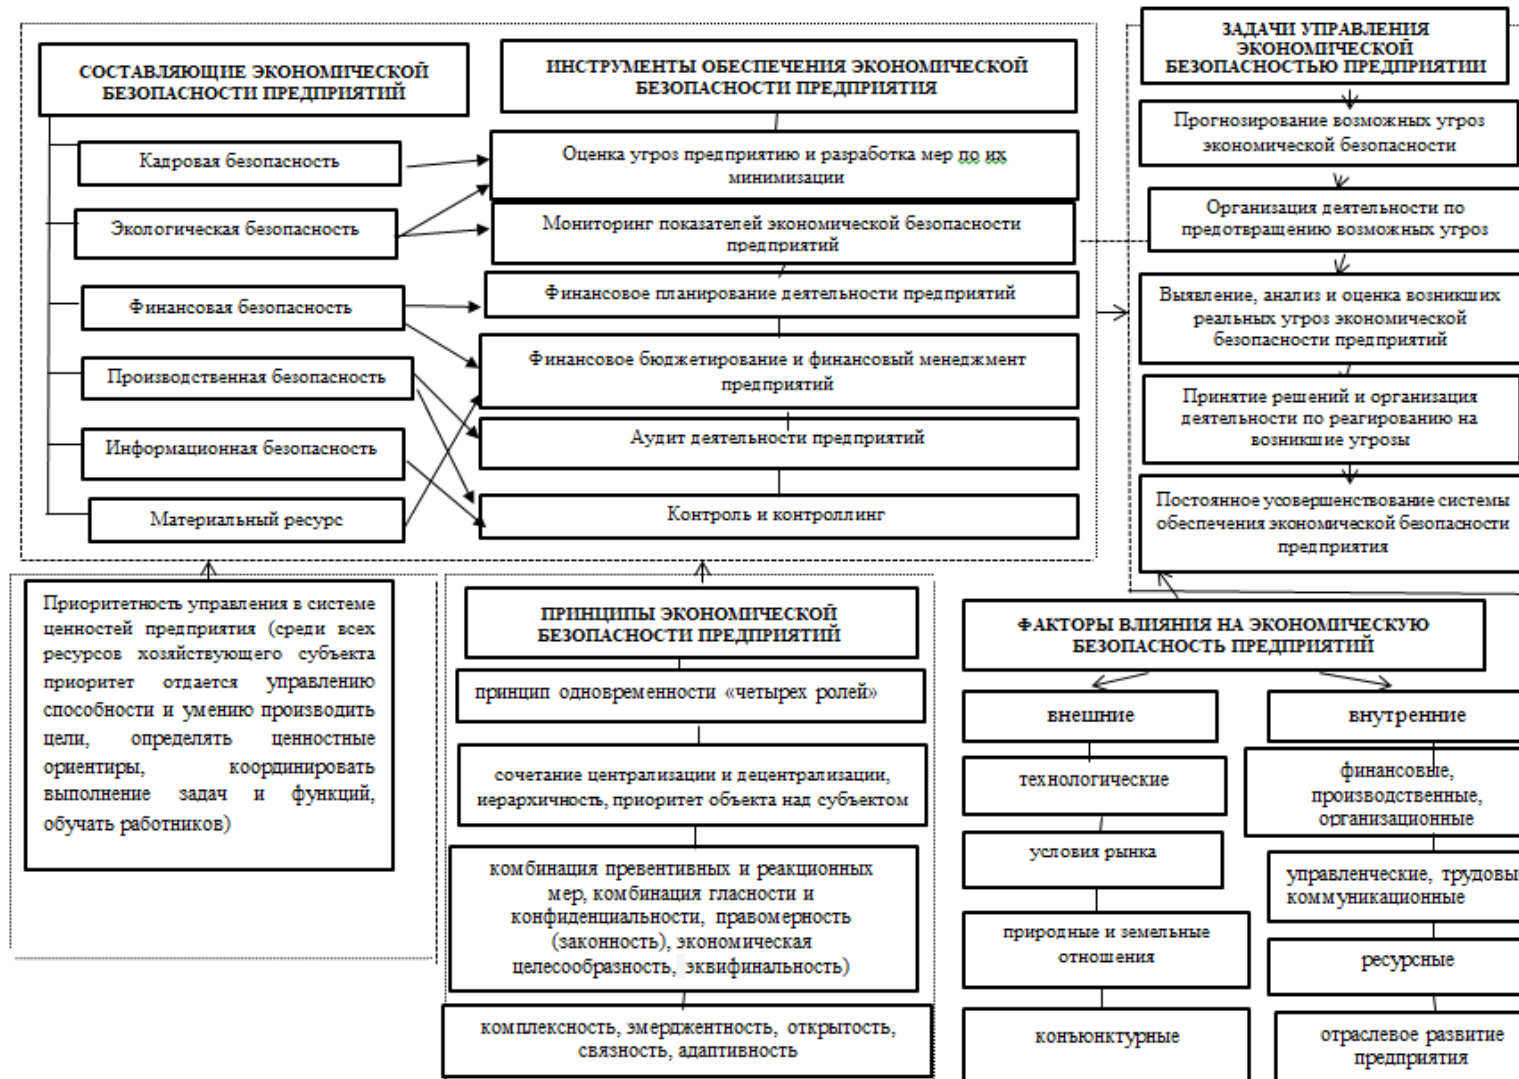 СОСТАВЛЯЮЩИЕ ЭКОНОМИЧЕСКОЙ
БЕЗОПАСНОСТИ ПРЕДПРИЯТИЙ
Кадровая безопасность
Экологическая безопасность
Финансовая безопасность
Производственная безопасность
Информационная безопасность
Материальный ресурс
ИНСТРУМЕНТЫ ОБЕСПЕЧЕНИЯ ЭКОНОМИЧЕСКОЙ
БЕЗОПАСНОСТИ ПРЕДПРИЯТИЯ
Оценка угроз предприятию и разработка мер по их
минимизации
Мониторинг показателей экономической безопасности
предприятий
Финансовое планирование деятельности предприятий
Финансовое бюджетирование и финансовый менеджмент
предприятий
Аудит деятельности предприятий
Контроль и контроллинг
ЗАДАЧИ УПРАВЛЕНИЯ
ЭКОНОМИЧЕСКОЙ
БЕЗОПАСНОСТЬЮ ПРЕДПРИЯТИИ
Прогнозирование возможных угроз
экономической безопасности
Организация деятельности по
предотвращению возможных угроз
Выявление, анализ и оценка возникших
реальных угроз экономической
безопасности предприятий
Принятие решений и организация
деятельности по реагированию на
возникшие угрозы
Постоянное усовершенствование системы
обеспечения экономической безопасности
предприятия
Приоритетность управления в системе
ценностей предприятия (среди всех
ресурсов хозяйствующего субъекта
приоритет отдается управлению
способности и умению производить
цели, определять ценностные
ориентиры, координировать
выполнение задач и функций,
обучать работников)
ПРИНЦИПЫ ЭКОНОМИЧЕСКОЙ
БЕЗОПАСНОСТИ ПРЕДПРИЯТИЙ
принцип одновременности «четырех ролей»
сочетание централизации и децентрализации,
иерархичность, приоритет объекта над субъектом
комбинация превентивных и реакционных
мер, комбинация гласности и
конфиденциальности, правомерность
(законность), экономическая
целесообразность, эквифинальность)
комплексность, эмерджентность, открытость,
связность, адаптивность
ФАКТОРЫ ВЛИЯНИЯ НА ЭКОНОМИЧЕСКУЮ
БЕЗОПАСНОСТЬ ПРЕДПРИЯТИЙ
внешние
технологические
условия рынка
природные и земельные
отношения
конъюнктурные
внутренние
финансовые,
производственные,
организационные
управленческие, трудовые
коммуникационные
ресурсные
отраслевое развитие
предприятия